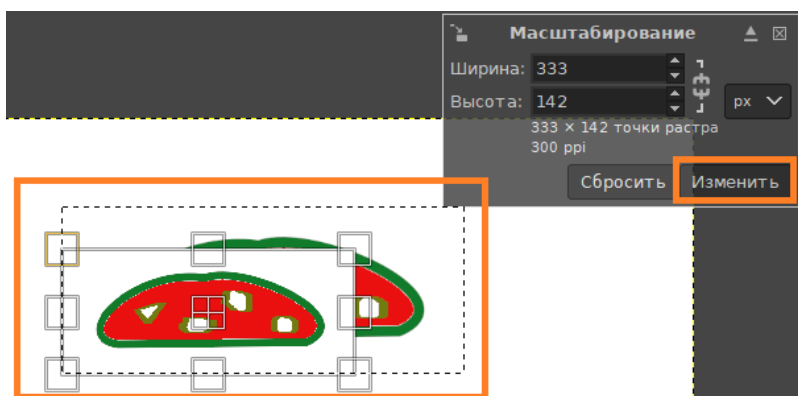 Масштабирование
Ширина: 333
Высота: 142
px
333 × 142 точки растра
300 ppi
Сбросить Изменить